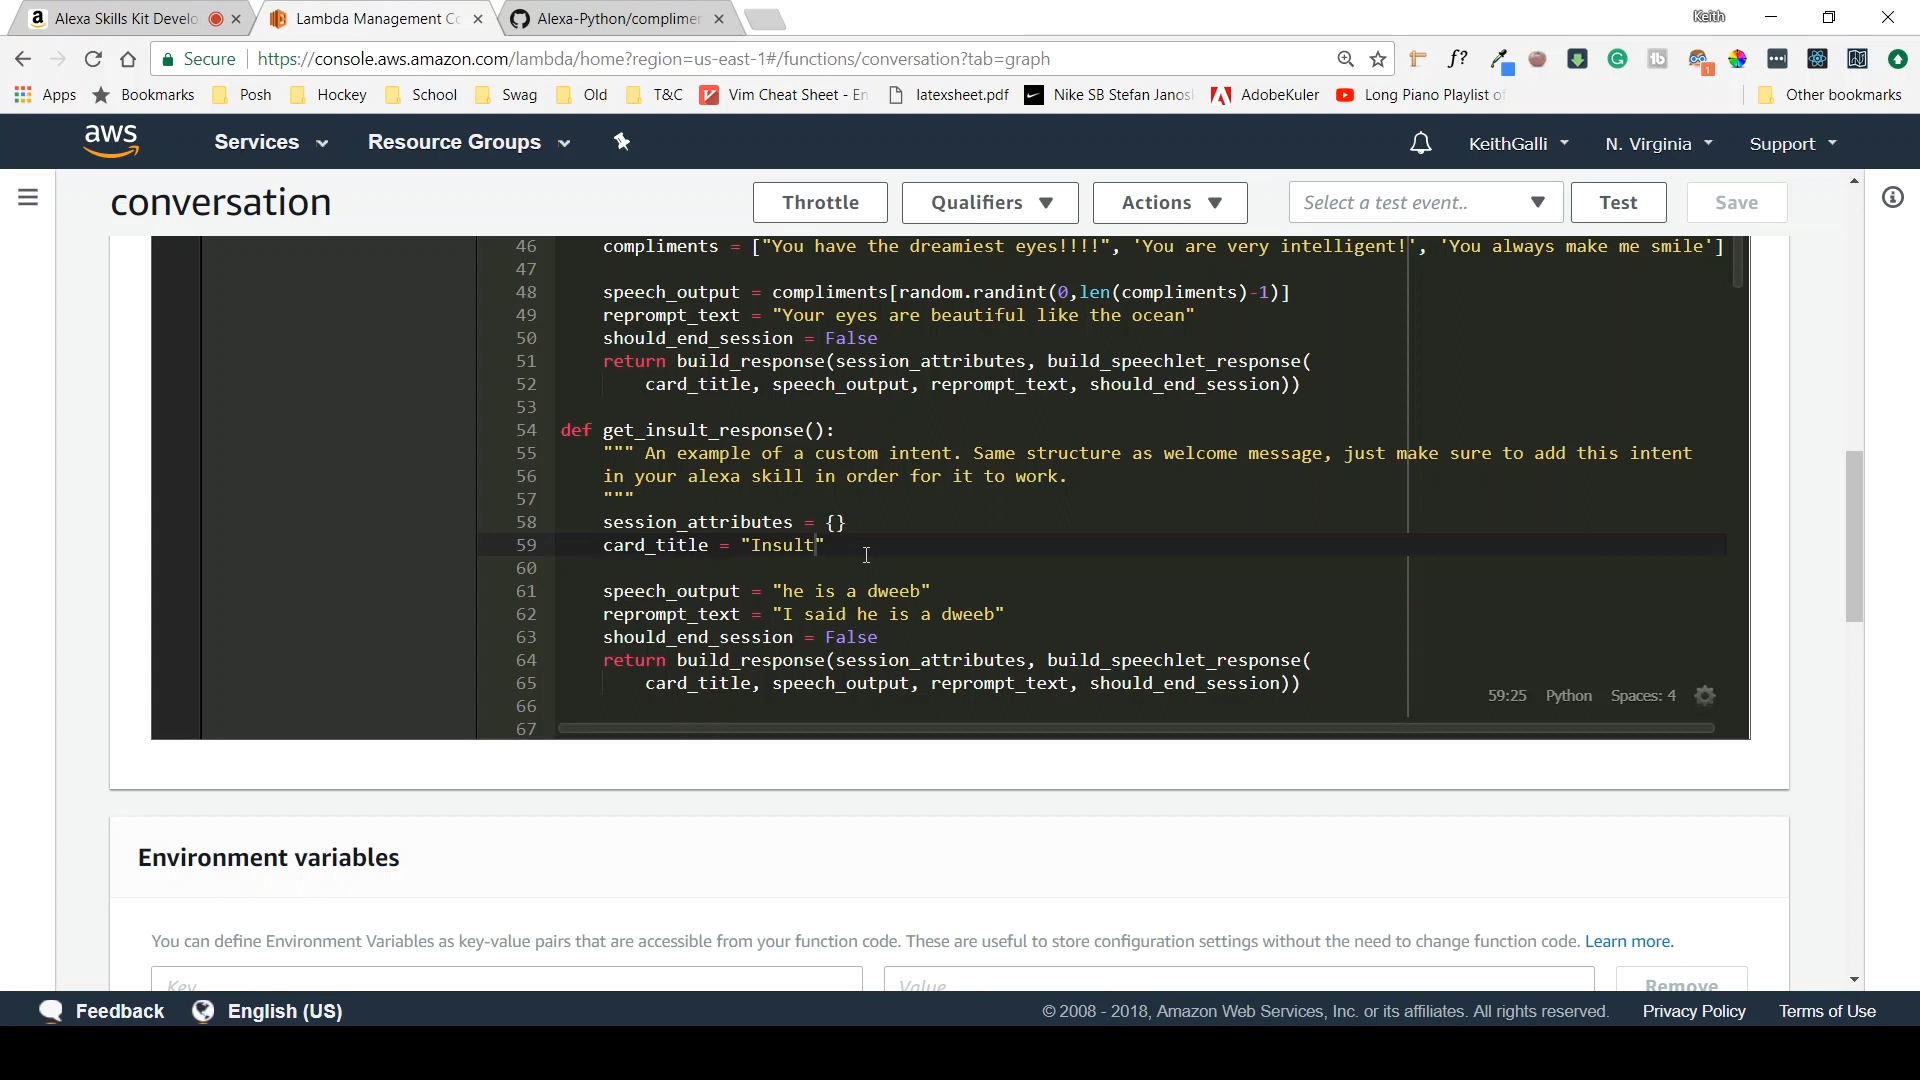 Alexa Skills Kit Develo
Lambda Management Co
Alexa-Python/complimen
Keith
Secure
https://console.aws.amazon.com/lambda/home?region=us-east-1#/functions/conversation?tab=graph
Apps
Bookmarks
Posh
Hockey
School
Swag
Old
T&C
Vim Cheat Sheet - En
latexsheet.pdf
Nike SB Stefan Janosk
AdobeKuler
Long Piano Playlist of
Other bookmarks
aws
Services
Resource Groups
KeithGalli
N. Virginia
Support
conversation
Throttle
Qualifiers
Actions
Select a test event..
Test
Save
46 compliments = ["You have the dreamiest eyes!!!!", 'You are very intelligent!', 'You always make me smile']
47
48 speech_output = compliments[random.randint(0,len(compliments)-1)]
49 reprompt_text = "Your eyes are beautiful like the ocean"
50 should_end_session = False
51 return build_response(session_attributes, build_speechlet_response(
52 card_title, speech_output, reprompt_text, should_end_session))
53
54 def get_insult_response():
55 """ An example of a custom intent. Same structure as welcome message, just make sure to add this intent
56 in your alexa skill in order for it to work.
57 """
58 session_attributes = {}
59 card_title = "Insult"
60
61 speech_output = "he is a dweeb"
62 reprompt_text = "I said he is a dweeb"
63 should_end_session = False
64 return build_response(session_attributes, build_speechlet_response(
65 card_title, speech_output, reprompt_text, should_end_session))
66
67
59:25 Python Spaces: 4
Environment variables
You can define Environment Variables as key-value pairs that are accessible from your function code. These are useful to store configuration settings without the need to change function code. Learn more.
Key
Value
Remove
Feedback
English (US)
© 2008 - 2018, Amazon Web Services, Inc. or its affiliates. All rights reserved.
Privacy Policy
Terms of Use